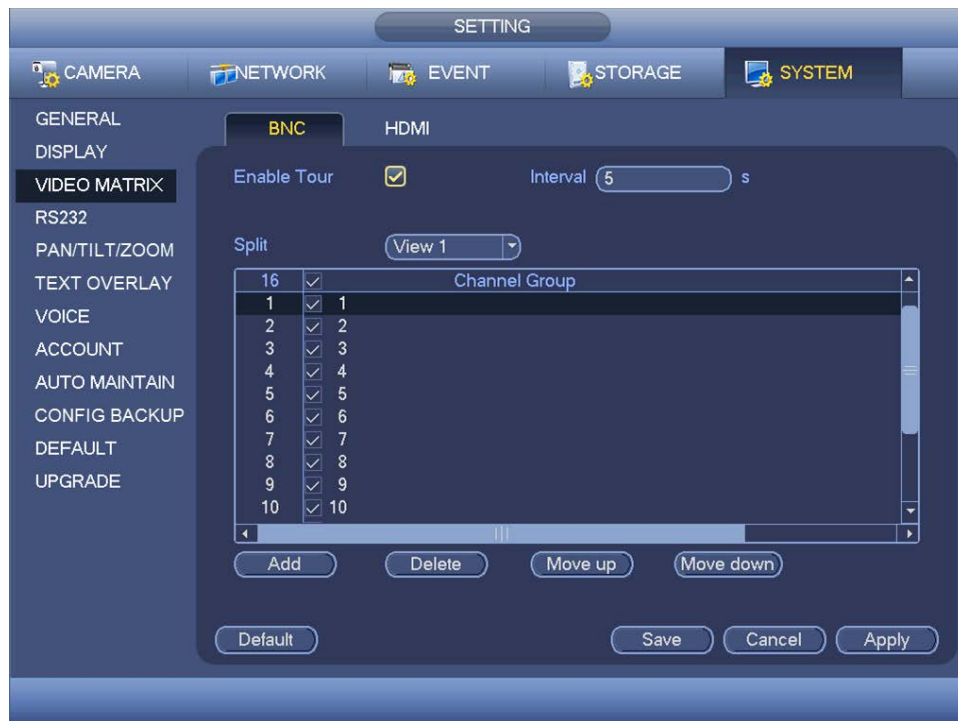 SETTING
CAMERA NETWORK EVENT STORAGE SYSTEM
GENERAL
DISPLAY
VIDEO MATRIX
RS232
PAN/TILT/ZOOM
TEXT OVERLAY
VOICE
ACCOUNT
AUTO MAINTAIN
CONFIG BACKUP
DEFAULT
UPGRADE
BNC HDMI
Enable Tour Interval 5 s
Split View 1
16 Channel Group
1 1
2 2
3 3
4 4
5 5
6 6
7 7
8 8
9 9
10 10
Add Delete Move up Move down
Default Save Cancel Apply